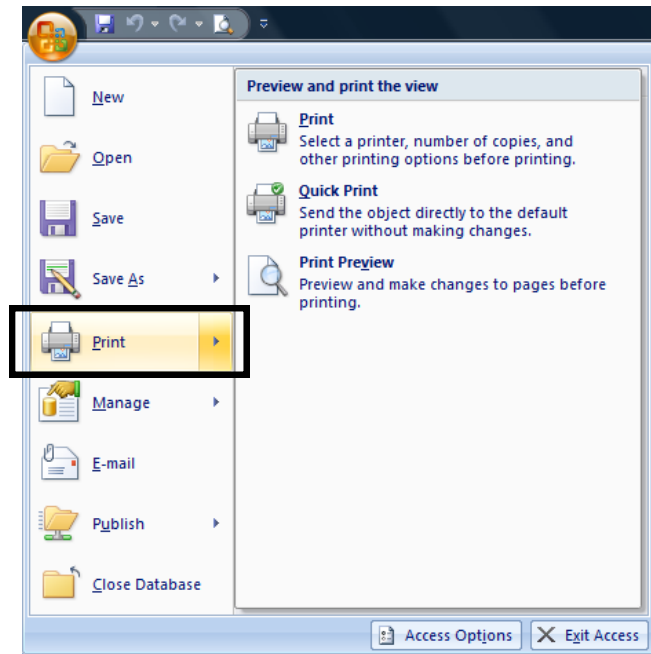 New
Open
Save
Save As
Print
Manage
E-mail
Publish
Close Database
Preview and print the view
Print
Select a printer, number of copies, and
other printing options before printing.
Quick Print
Send the object directly to the default
printer without making changes.
Print Preview
Preview and make changes to pages before
printing.
Access Options
Exit Access